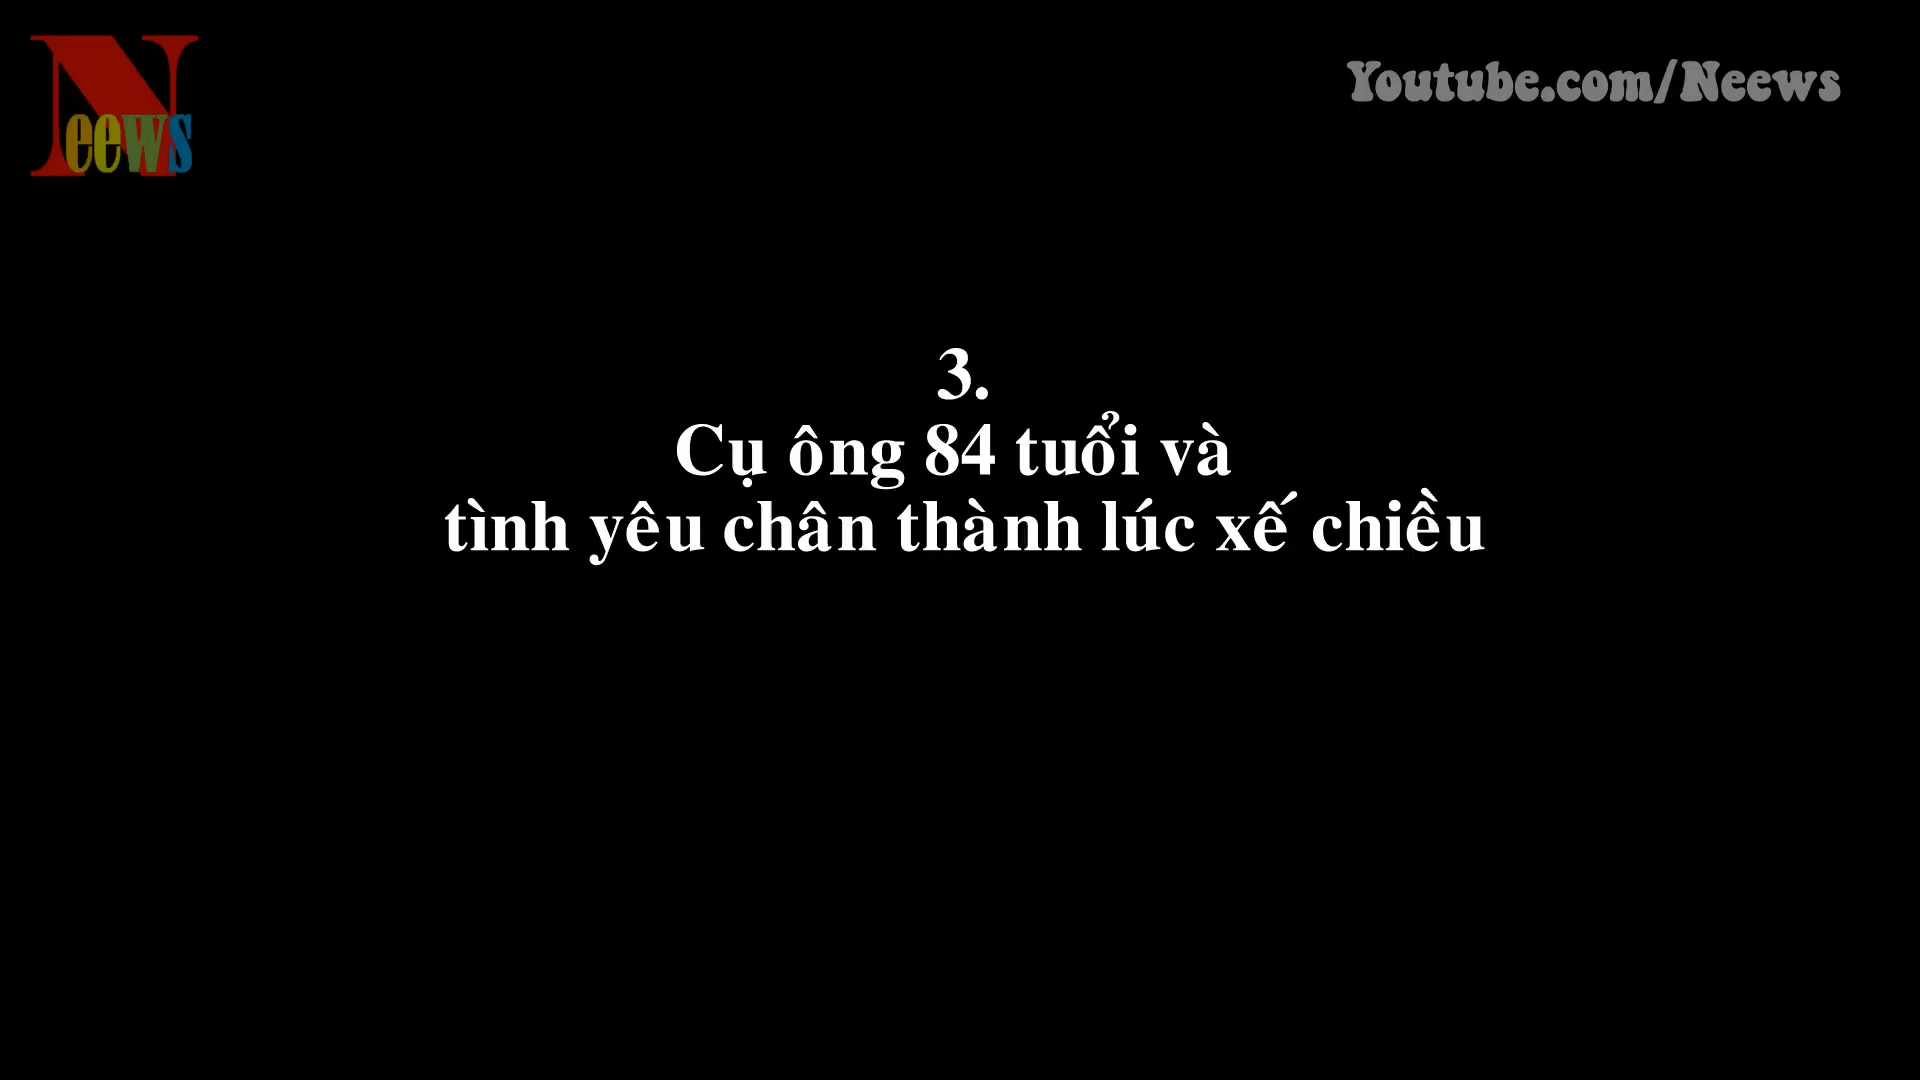 Neews
Youtube.com/Neews
3.
Cụ ông 84 tuổi và
tình yêu chân thành lúc xế chiều